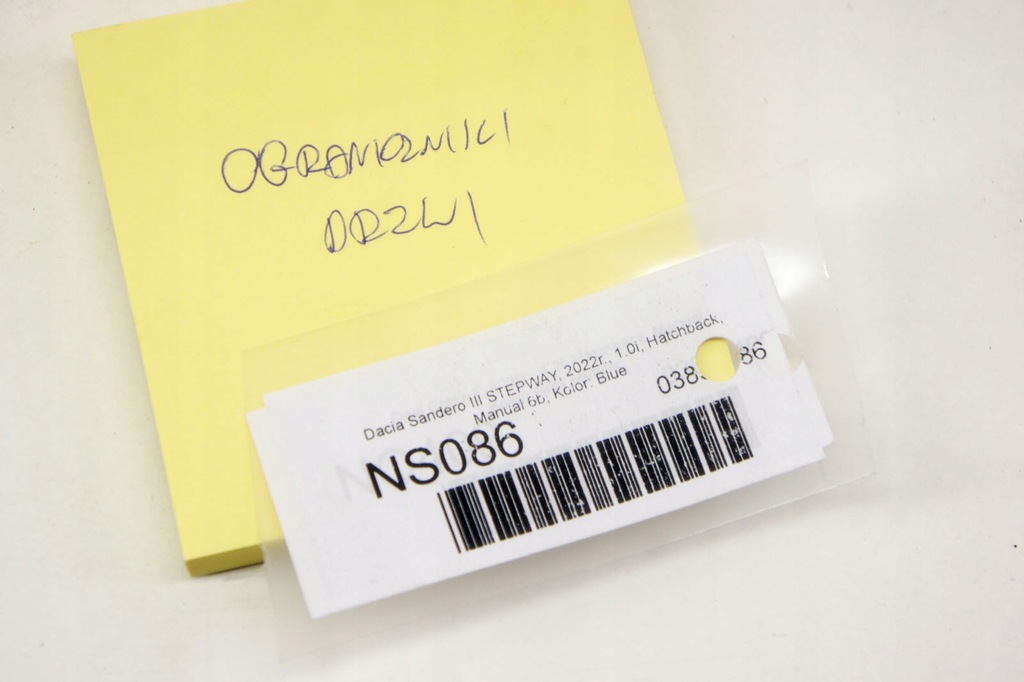 OGRANICZNIKI
DRZWI
Dacia Sandero III STEPWAY, 2022r., 1.0i, Hatchback,
Manual 6b, Kolor: Blue
NS086